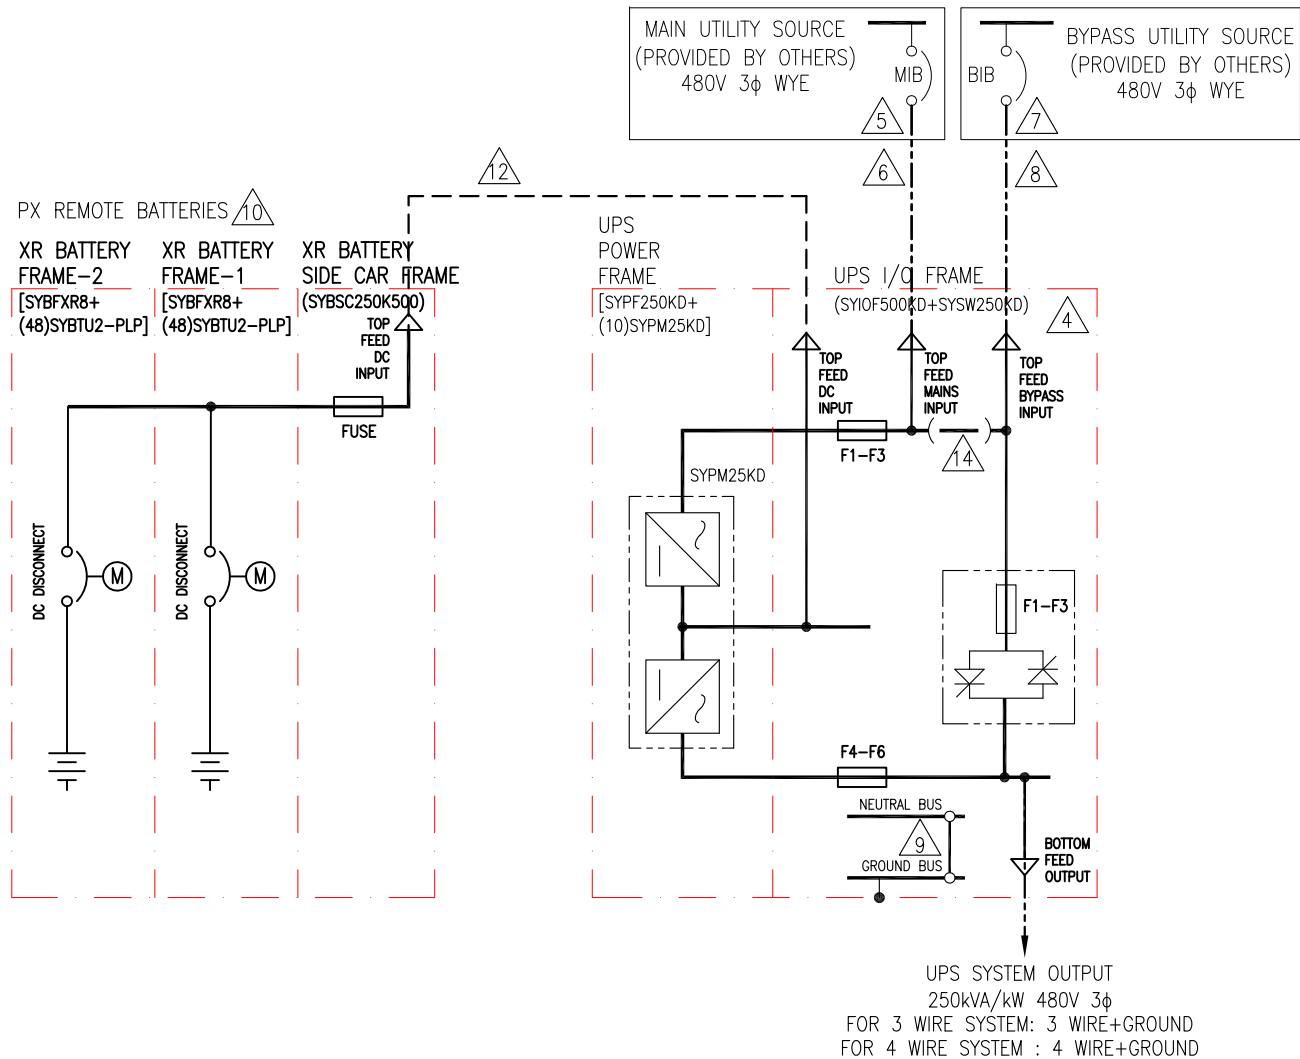 MAIN UTILITY SOURCE
(PROVIDED BY OTHERS)
480V 3ϕ WYE
MIB
5
6
BYPASS UTILITY SOURCE
(PROVIDED BY OTHERS)
480V 3ϕ WYE
BIB
7
8
12
PX REMOTE BATTERIES
10
XR BATTERY
FRAME-2
[SYBFXR8+
(48)SYBTU2-PLP]
XR BATTERY
FRAME-1
[SYBFXR8+
(48)SYBTU2-PLP]
XR BATTERY
SIDE CAR FRAME
(SYBSC250K500)
TOP
FEED
DC
INPUT
FUSE
DC DISCONNECT
M
DC DISCONNECT
M
UPS
POWER
FRAME
[SYPF250KD+
(10)SYPM25KD]
UPS I/O FRAME
(SYIOF500KD+SYSW250KD)
4
TOP
FEED
DC
INPUT
TOP
FEED
MAINS
INPUT
TOP
FEED
BYPASS
INPUT
F1-F3
14
SYPM25KD
F1-F3
F4-F6
NEUTRAL BUS
9
GROUND BUS
BOTTOM
FEED
OUTPUT
UPS SYSTEM OUTPUT
250kVA/kW 480V 3ϕ
FOR 3 WIRE SYSTEM: 3 WIRE+GROUND
FOR 4 WIRE SYSTEM : 4 WIRE+GROUND